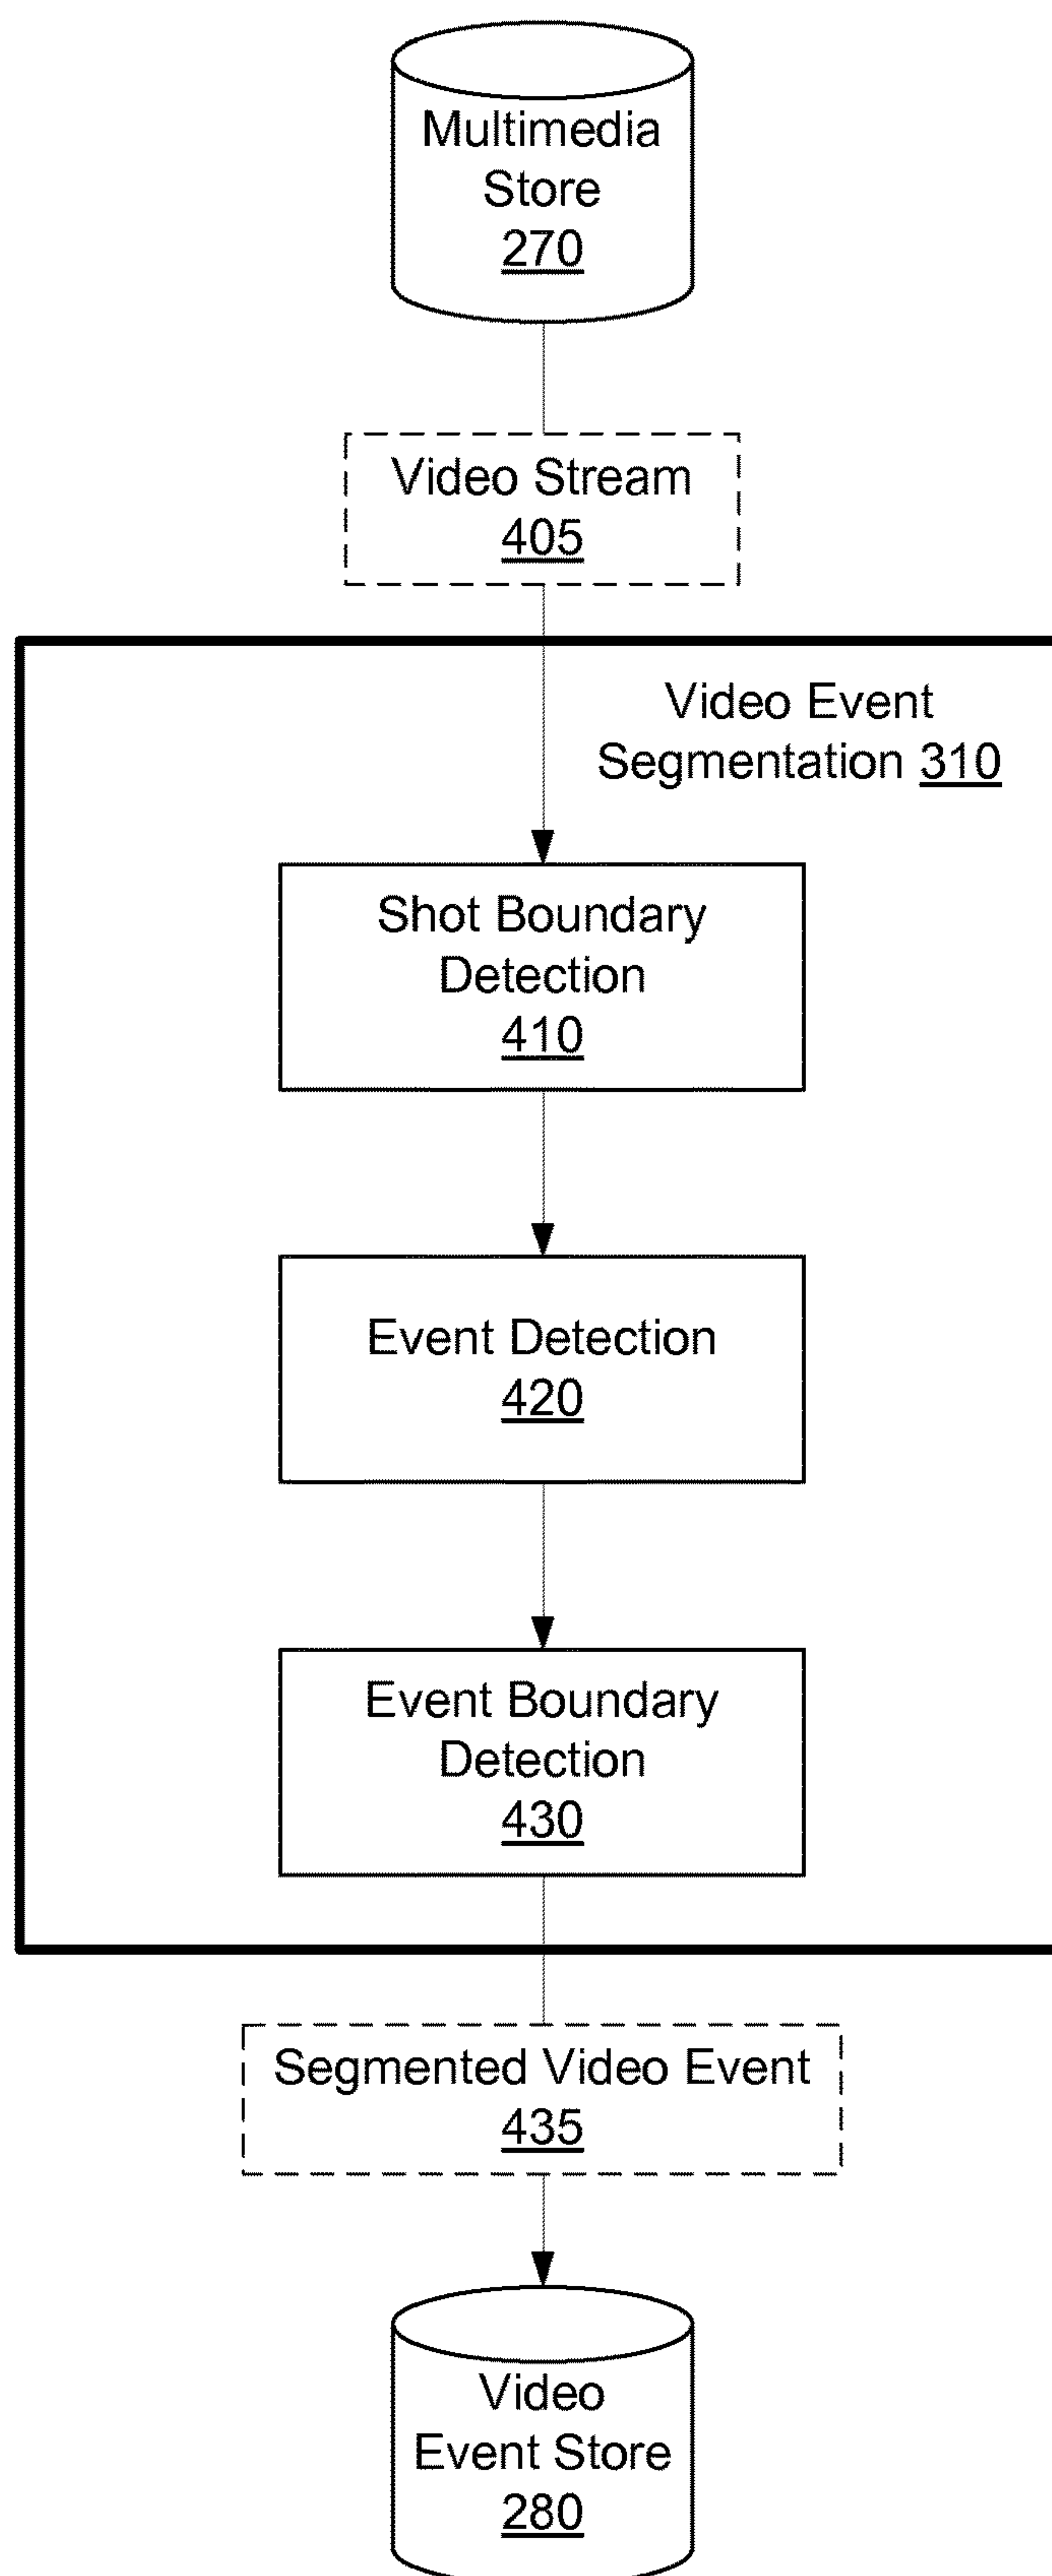 Multimedia
Store
270
Video Stream
405
Video Event
Segmentation 310
Shot Boundary
Detection
410
Event Detection
420
Event Boundary
Detection
430
Segmented Video Event
435
Video
Event Store
280